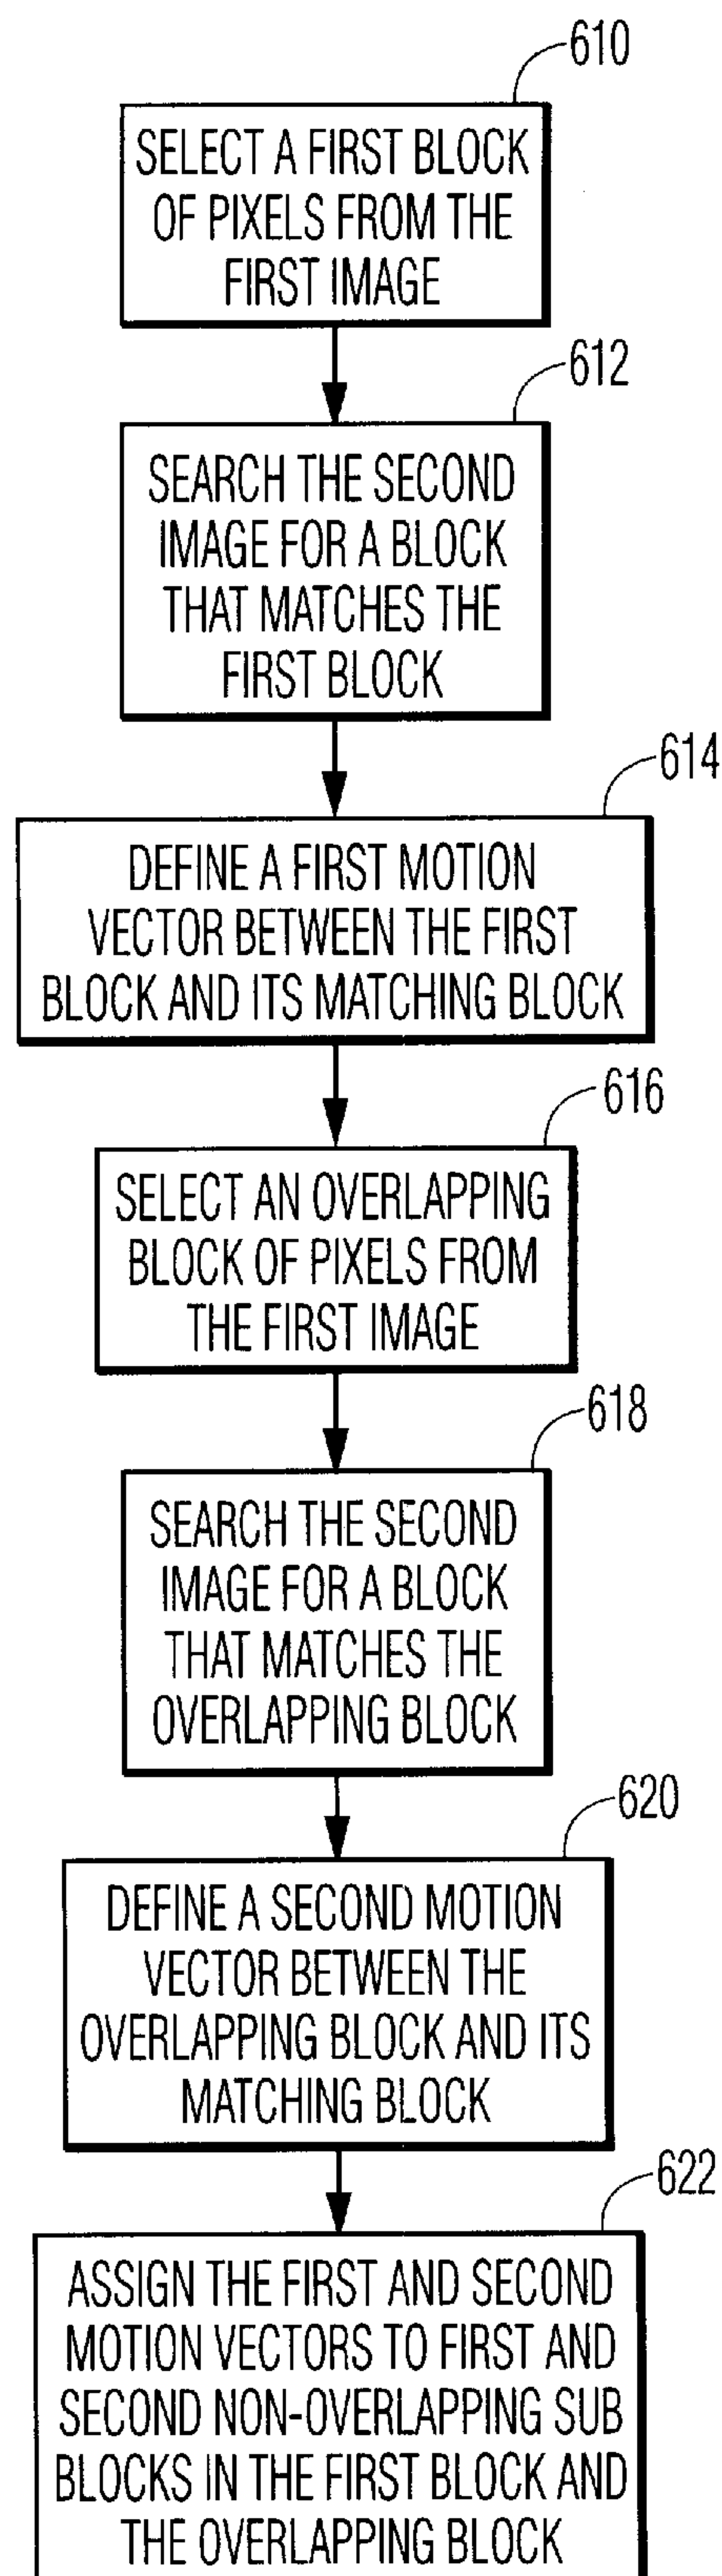 610
SELECT A FIRST BLOCK
OF PIXELS FROM THE
FIRST IMAGE
612
SEARCH THE SECOND
IMAGE FOR A BLOCK
THAT MATCHES THE
FIRST BLOCK
614
DEFINE A FIRST MOTION
VECTOR BETWEEN THE FIRST
BLOCK AND ITS MATCHING BLOCK
616
SELECT AN OVERLAPPING
BLOCK OF PIXELS FROM
THE FIRST IMAGE
618
SEARCH THE SECOND
IMAGE FOR A BLOCK
THAT MATCHES THE
OVERLAPPING BLOCK
620
DEFINE A SECOND MOTION
VECTOR BETWEEN THE
OVERLAPPING BLOCK AND ITS
MATCHING BLOCK
622
ASSIGN THE FIRST AND SECOND
MOTION VECTORS TO FIRST AND
SECOND NON-OVERLAPPING SUB
BLOCKS IN THE FIRST BLOCK AND
THE OVERLAPPING BLOCK